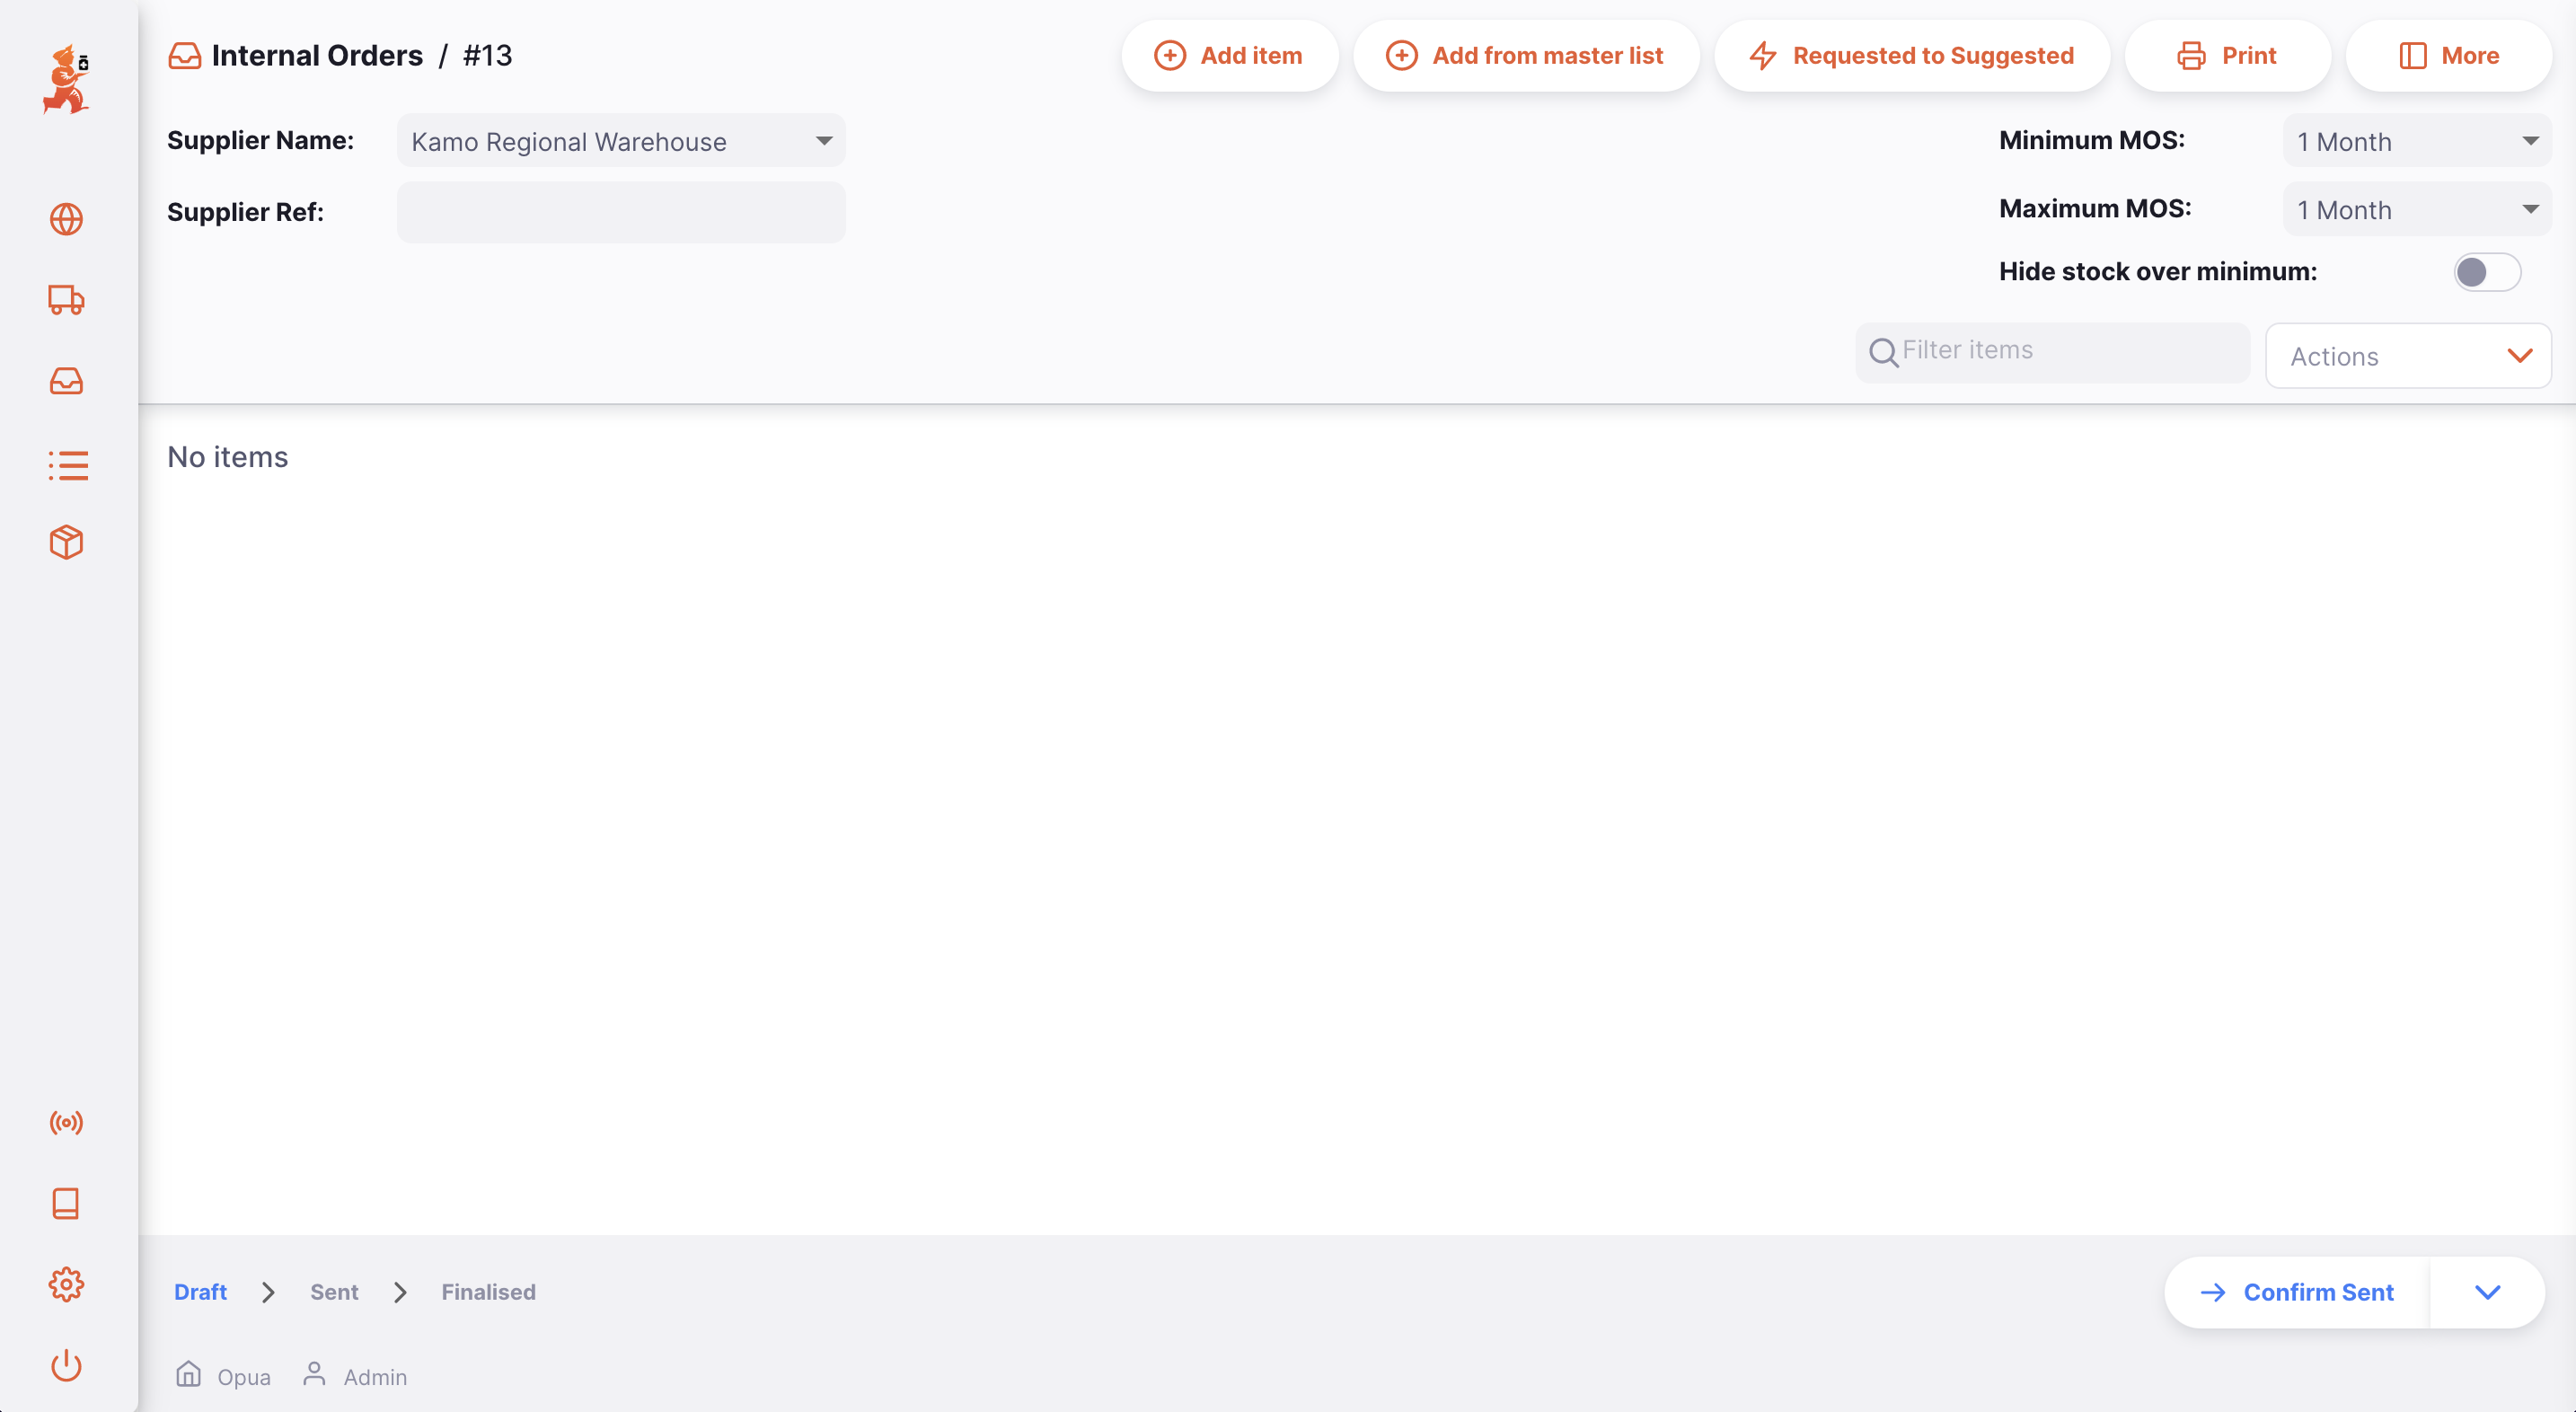 Internal Orders / #13
Add item
Add from master list
Requested to Suggested
Print
More
Supplier Name: Kamo Regional Warehouse
Minimum MOS: 1 Month
Supplier Ref:
Maximum MOS: 1 Month
Hide stock over minimum:
Filter items
Actions
No items
Draft > Sent > Finalised
Confirm Sent
Opua Admin